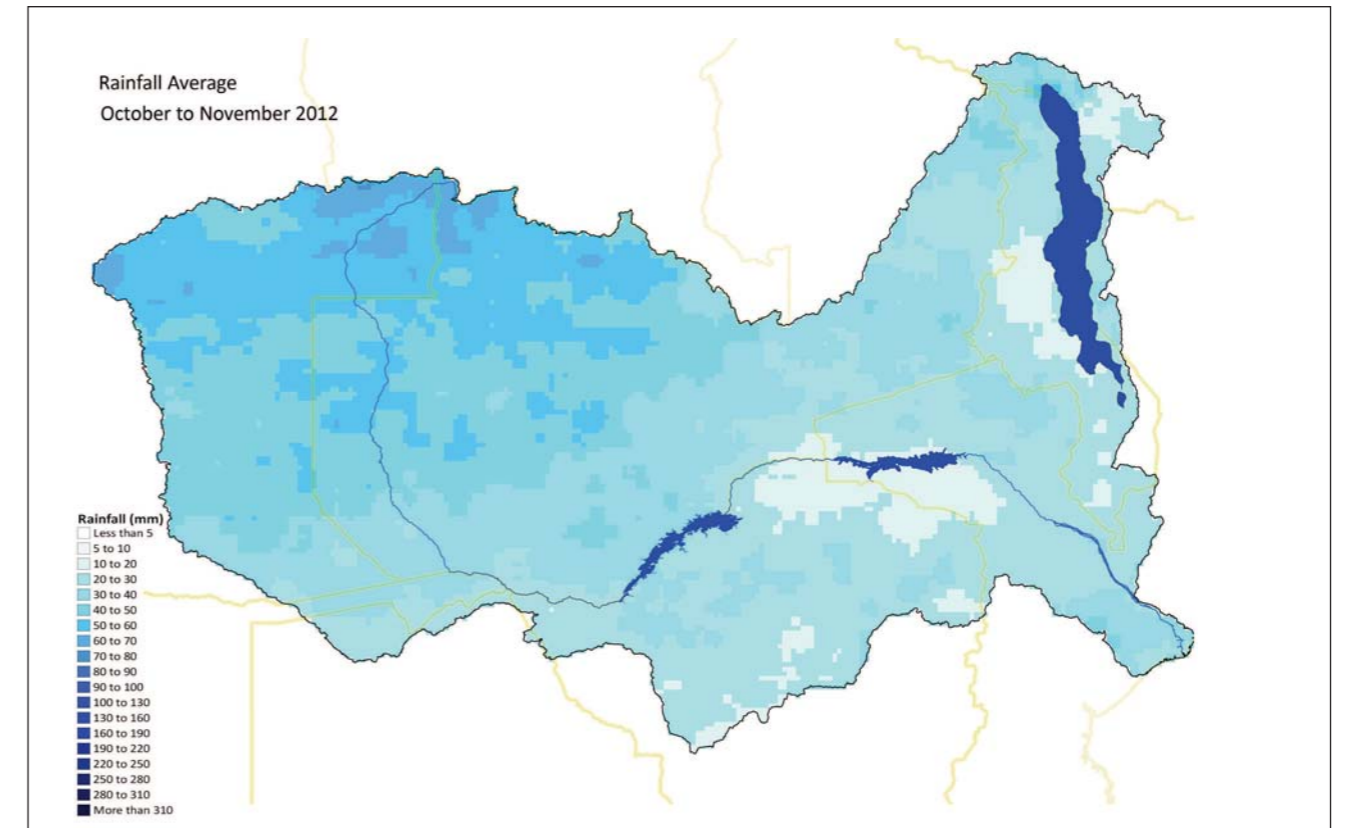 Rainfall Average
October to November 2012
Rainfall (mm)
Less than 5
5 to 10
10 to 20
20 to 30
30 to 40
40 to 50
50 to 60
60 to 70
70 to 80
80 to 90
90 to 100
100 to 130
130 to 160
160 to 190
190 to 220
220 to 250
250 to 280
280 to 310
More than 310